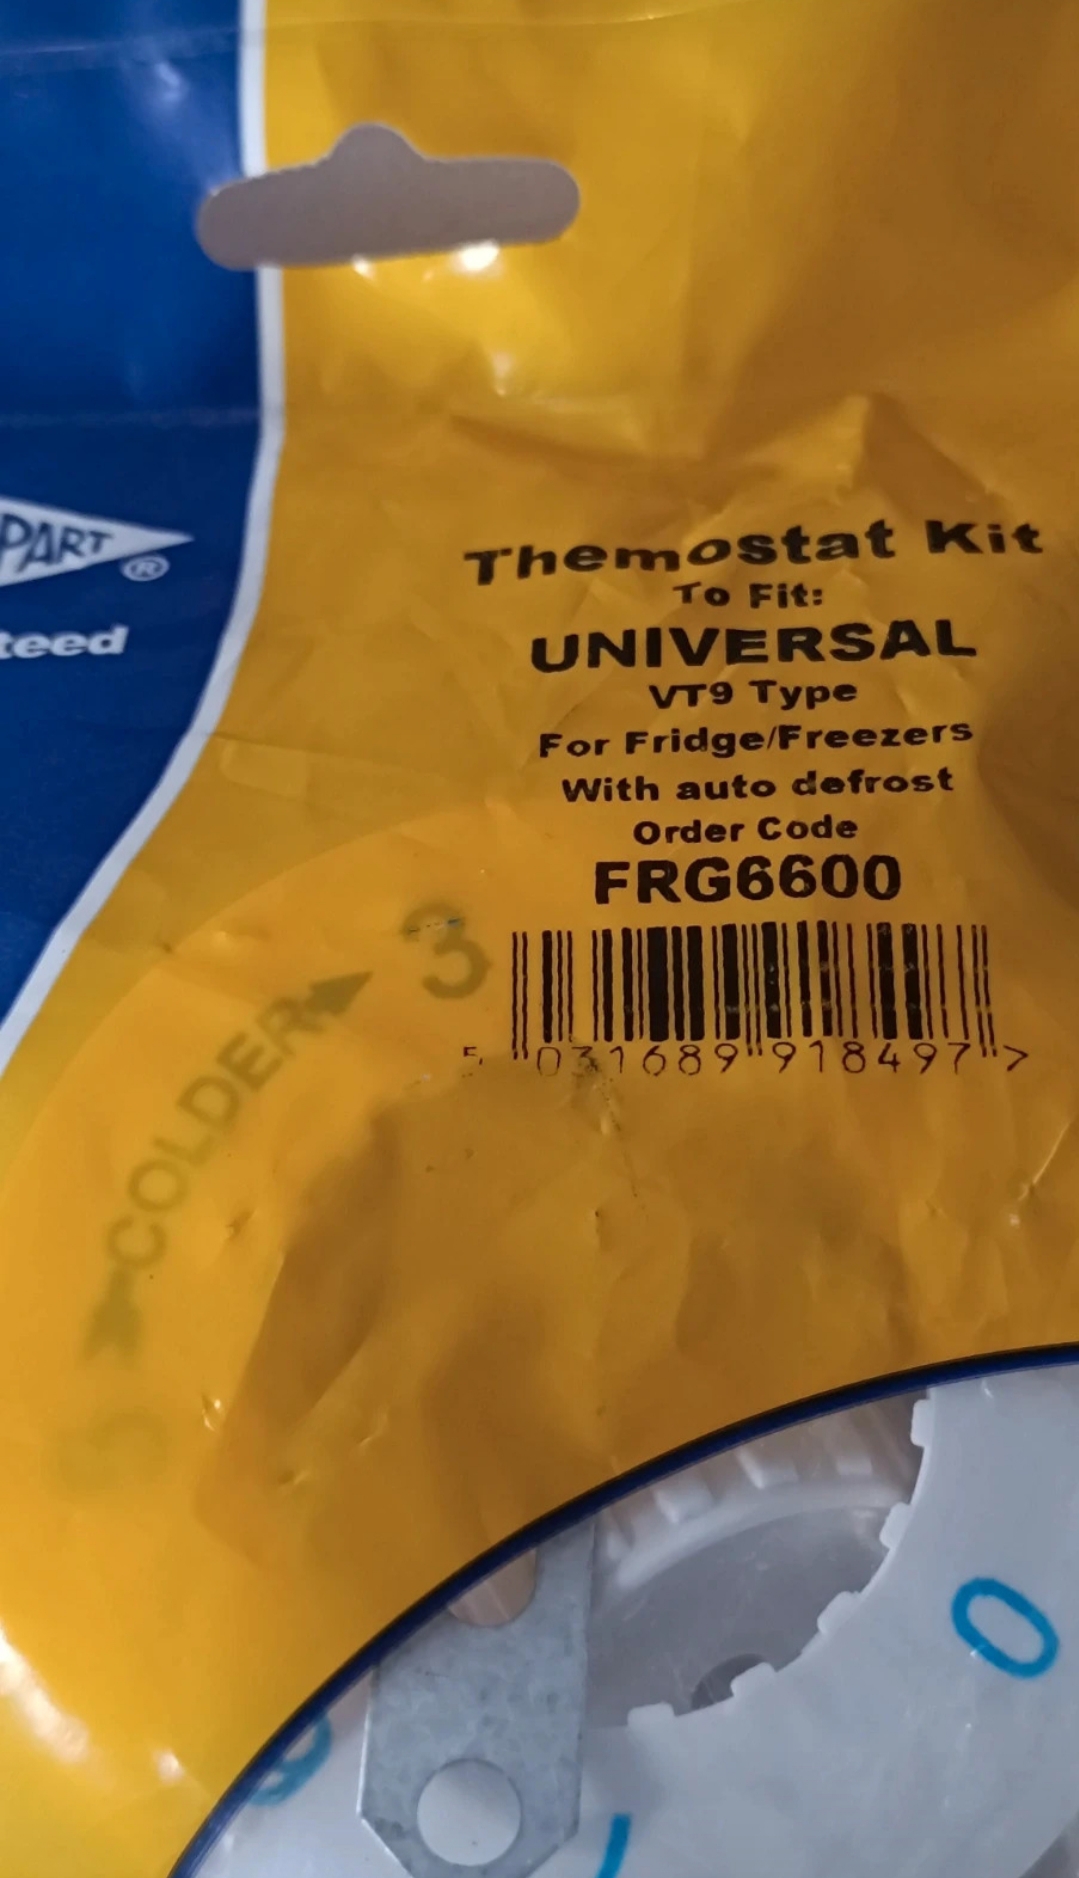 PART
®
teed
Themostat Kit
To Fit:
UNIVERSAL
VT9 Type
For Fridge/Freezers
With auto defrost
Order Code
FRG6600
5 031689 918497 >
COLDER
3
0